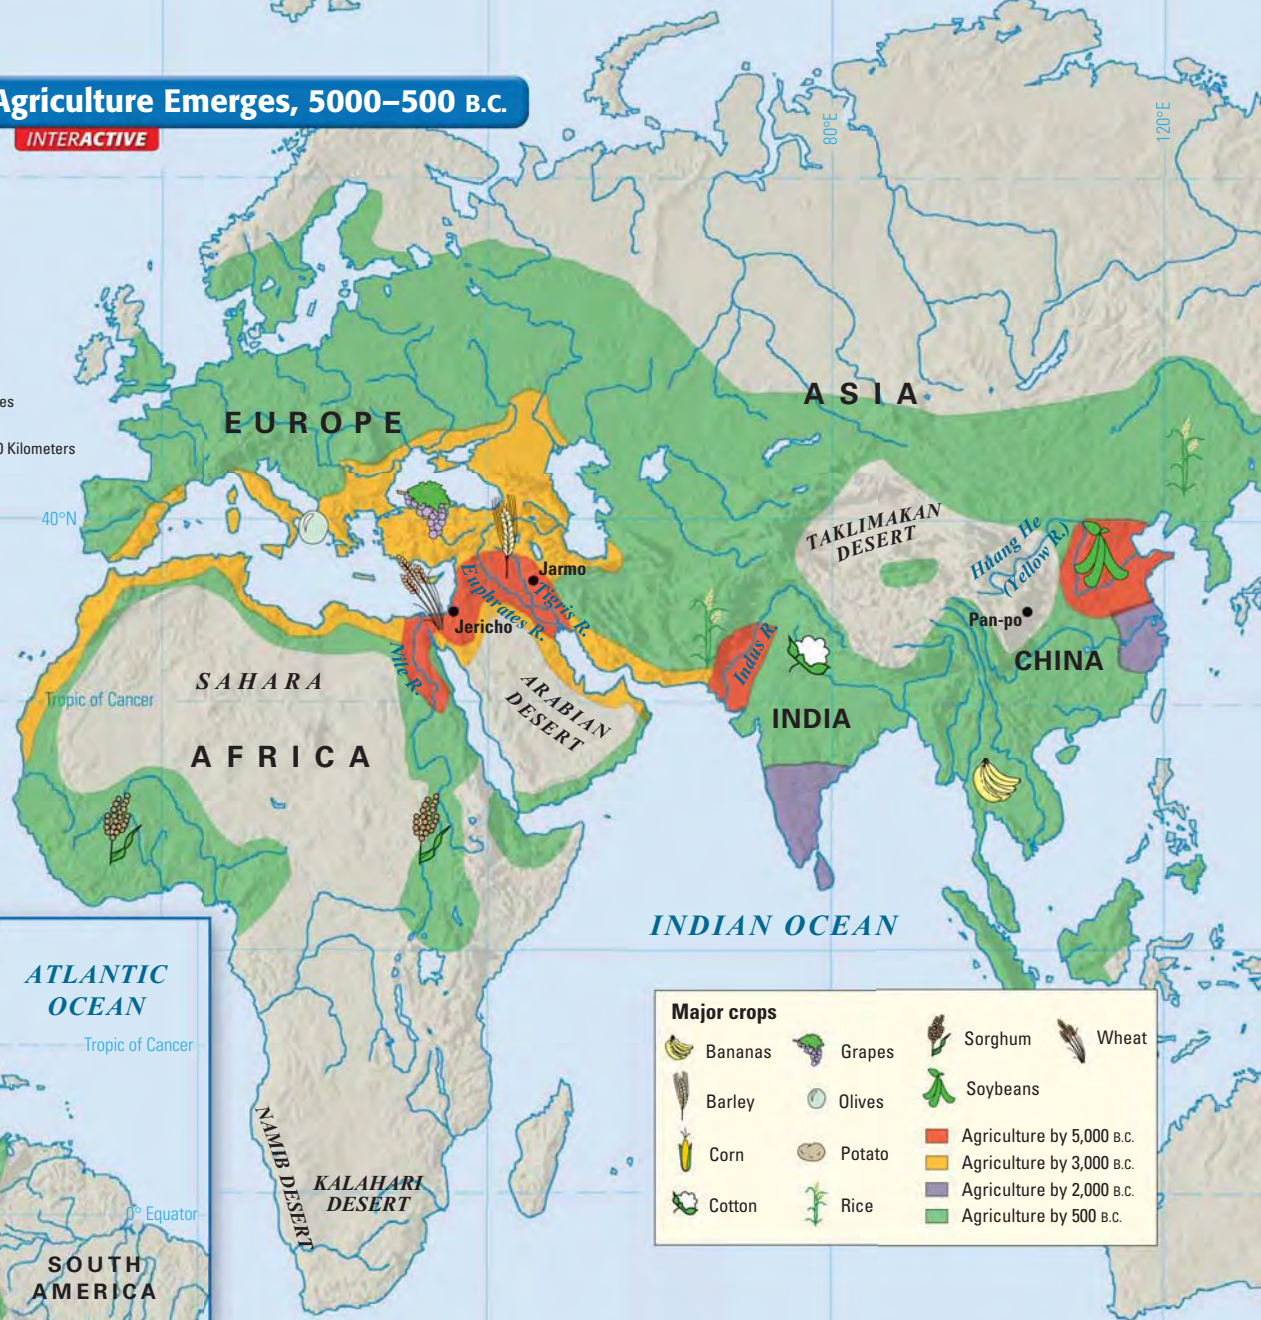 Agriculture Emerges, 5000–500 B.C.
INTERACTIVE
80°E
120°E
es
0 Kilometers
EUROPE
ASIA
40°N
TAKLIMAKAN
DESERT
Huang He
(Yellow R.)
Jarmo
Euphrates R.
Tigris R.
Jericho
Pan-po
Nile R.
Indus R.
CHINA
SAHARA
Tropic of Cancer
ARABIAN
DESERT
INDIA
AFRICA
INDIAN OCEAN
ATLANTIC
OCEAN
Tropic of Cancer
NAMIB DESERT
KALAHARI
DESERT
0° Equator
SOUTH
AMERICA
Major crops
Bananas
Barley
Corn
Cotton
Grapes
Olives
Potato
Rice
Sorghum
Wheat
Soybeans
Agriculture by 5,000 B.C.
Agriculture by 3,000 B.C.
Agriculture by 2,000 B.C.
Agriculture by 500 B.C.